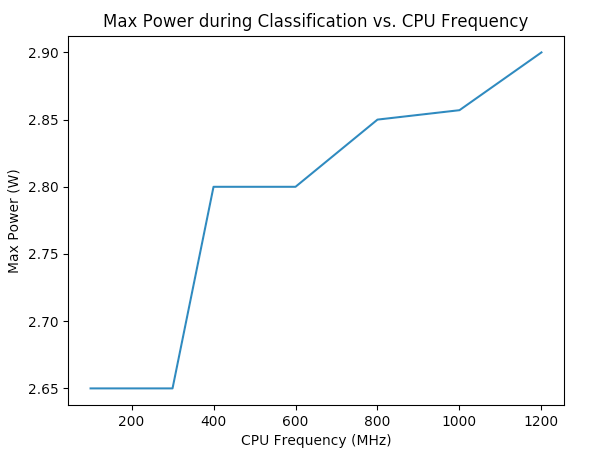 Max Power during Classification vs. CPU Frequency
2.90
2.85
2.80
2.75
2.70
2.65
Max Power (W)
200 400 600 800 1000 1200
CPU Frequency (MHz)